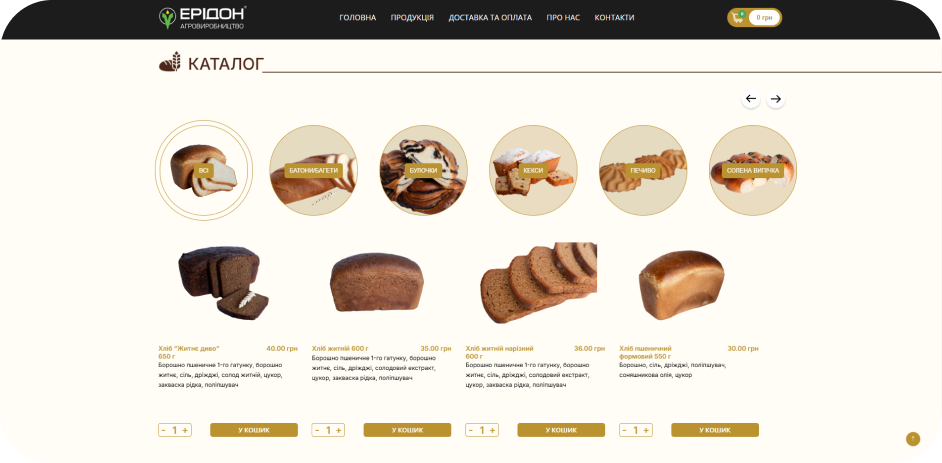 ЕРІДОН®
АГРОВИРОБНИЦТВО
ГОЛОВНА ПРОДУКЦІЯ ДОСТАВКА ТА ОПЛАТА ПРО НАС КОНТАКТИ
0
0 грн
КАТАЛОГ
ВСІ
БАТОНИ/БАГЕТИ
БУЛОЧКИ
КЕКСИ
ПЕЧИВО
СОЛЕНА ВИПІЧКА
Хліб "Житнє диво" 650 г
40.00 грн
Борошно пшеничне 1-го ґатунку, борошно
житнє, сіль, дріжджі, солод житній, цукор,
закваска рідка, поліпшувач
- 1 +
У КОШИК
Хліб житній 600 г
35.00 грн
Борошно пшеничне 1-го ґатунку, борошно
житнє, сіль, дріжджі, солодовий екстракт,
цукор, закваска рідка, поліпшувач
- 1 +
У КОШИК
Хліб житній нарізний
600 г
36.00 грн
Борошно пшеничне 1-го ґатунку, борошно
житнє, сіль, дріжджі, солодовий екстракт,
цукор, закваска рідка, поліпшувач
- 1 +
У КОШИК
Хліб пшеничний
формовий 550 г
30.00 грн
Борошно, сіль, дріжджі, поліпшувач,
соняшникова олія, цукор
- 1 +
У КОШИК